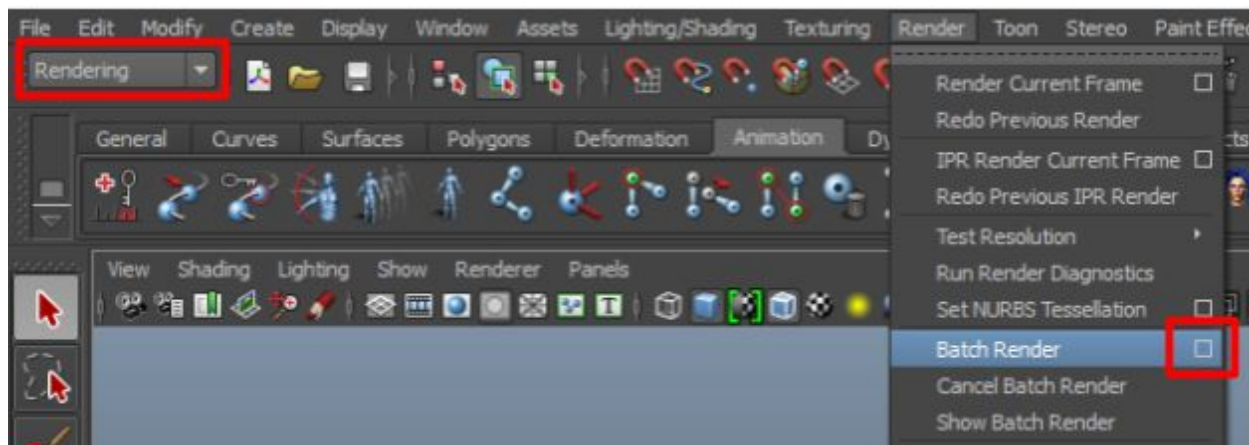 File Edit Modify Create Display Window Assets Lighting/Shading Texturing Render Toon Stereo Paint Effec
Rendering
General Curves Surfaces Polygons Deformation Animation Dy
View Shading Lighting Show Renderer Panels
Render Current Frame
Redo Previous Render
IPR Render Current Frame
Redo Previous IPR Render
Test Resolution
Run Render Diagnostics
Set NURBS Tessellation
Batch Render
Cancel Batch Render
Show Batch Render
cts